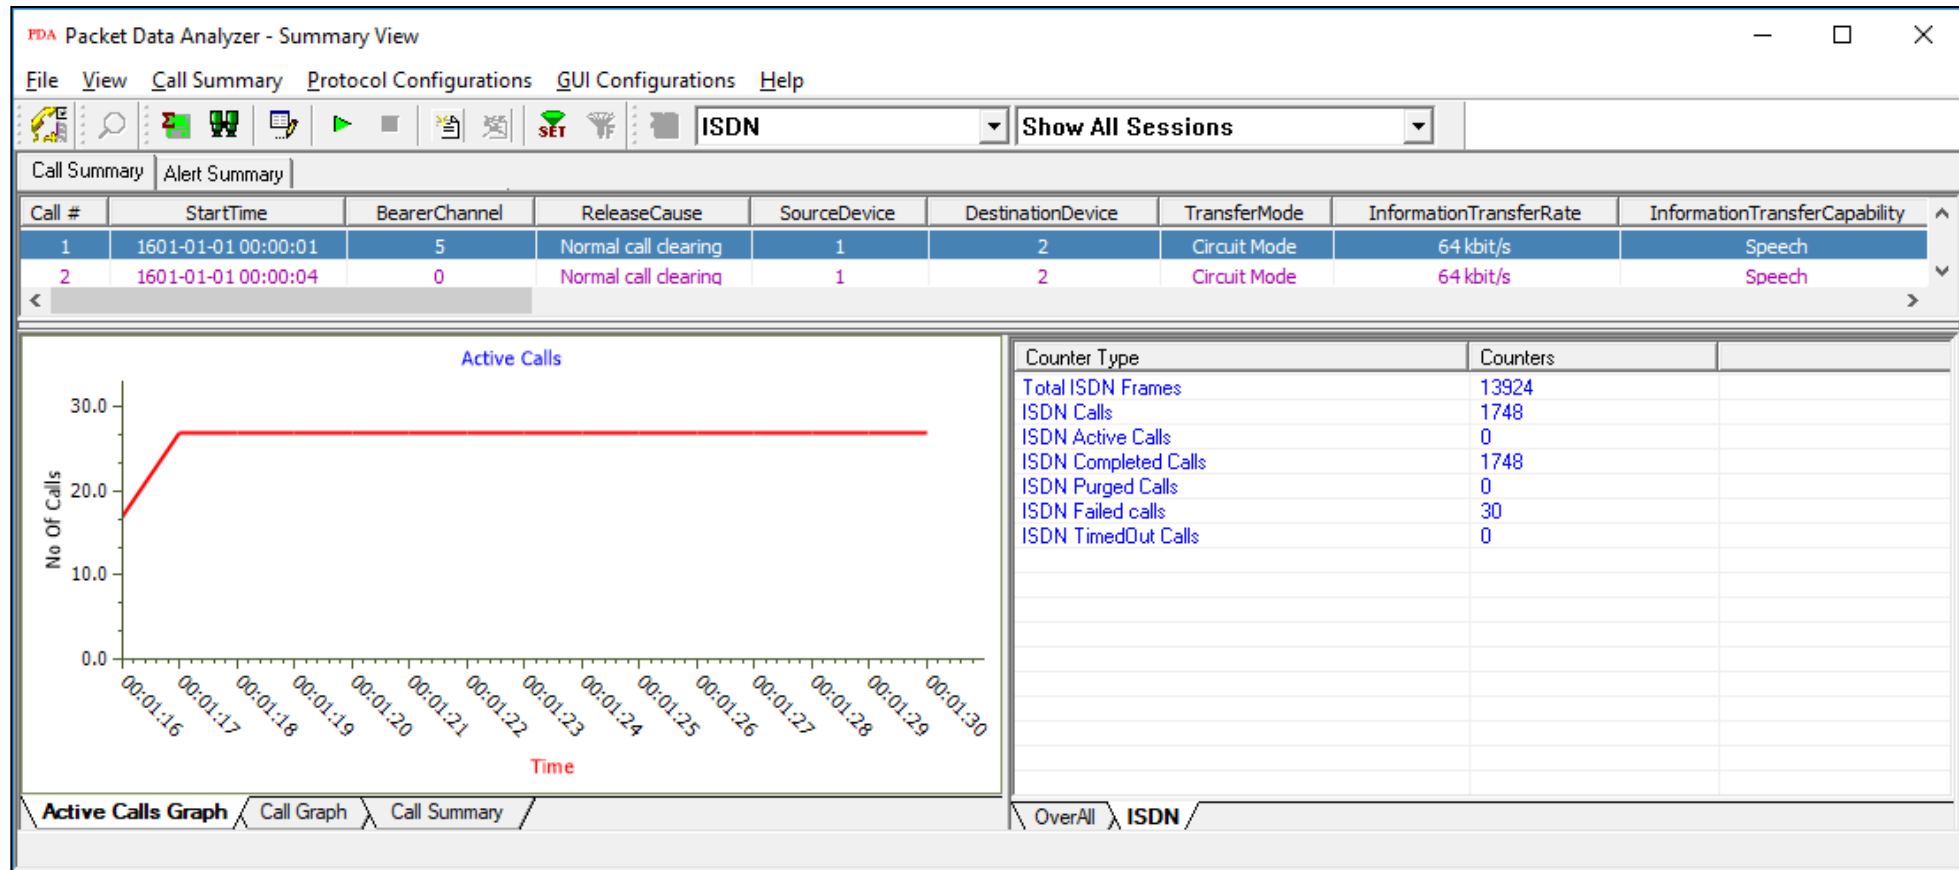 PDA Packet Data Analyzer - Summary View
File View Call Summary Protocol Configurations GUI Configurations Help
SET ISDN Show All Sessions
Call Summary Alert Summary
Call # StartTime BearerChannel ReleaseCause SourceDevice DestinationDevice TransferMode InformationTransferRate InformationTransferCapability
1 1601-01-01 00:00:01 5 Normal call clearing 1 2 Circuit Mode 64 kbit/s Speech
2 1601-01-01 00:00:04 0 Normal call clearing 1 2 Circuit Mode 64 kbit/s Speech
Active Calls
No Of Calls
30.0
20.0
10.0
0.0
00:01:16 00:01:17 00:01:18 00:01:19 00:01:20 00:01:21 00:01:22 00:01:23 00:01:24 00:01:25 00:01:26 00:01:27 00:01:28 00:01:29 00:01:30
Time
Active Calls Graph Call Graph Call Summary
Counter Type Counters
Total ISDN Frames 13924
ISDN Calls 1748
ISDN Active Calls 0
ISDN Completed Calls 1748
ISDN Purged Calls 0
ISDN Failed calls 30
ISDN TimedOut Calls 0
OverAll ISDN